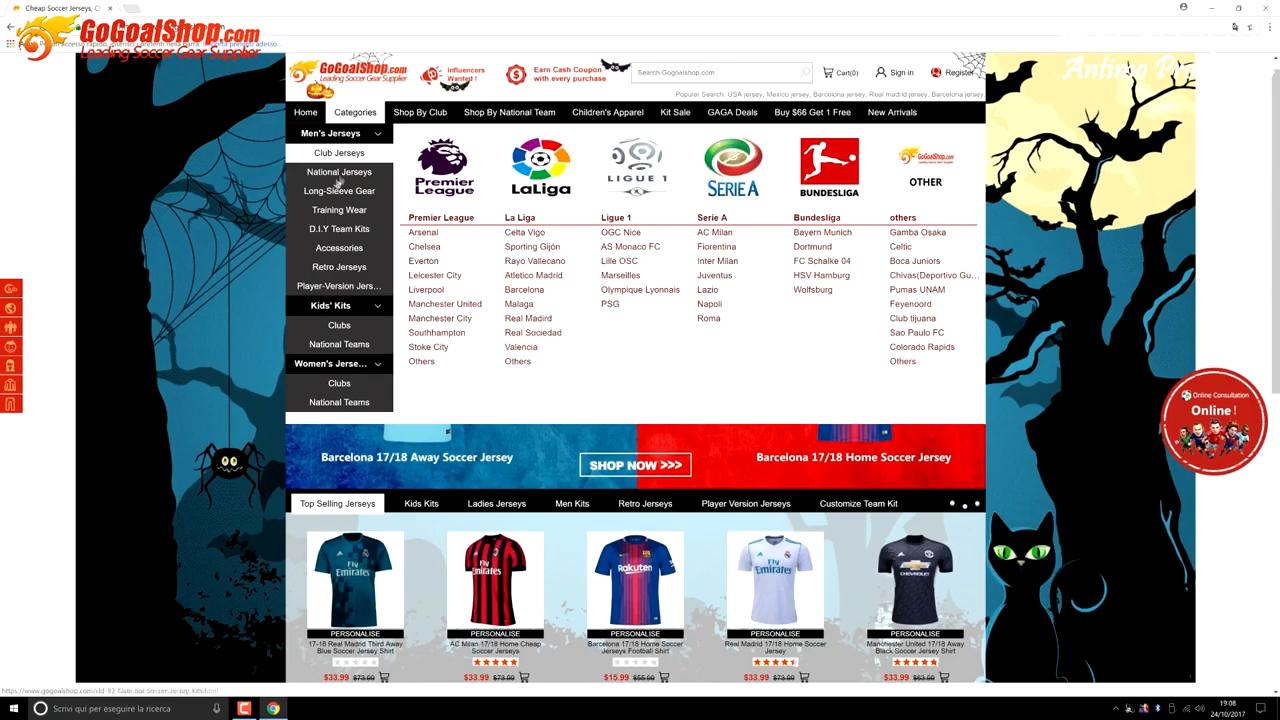 Cheap Soccer Jerseys, C
GoGoalShop.com
Leading Soccer Gear Supplier
GoGoalShop.com
Leading Soccer Gear Supplier
Influencers
Wanted !
Earn Cash Coupon
with every purchase
Search Gogoalshop.com
Cart(0)
Sign in
Register
Popular Search: USA jersey, Mexico jersey, Barcelona jersey, Real madrid jersey, Barcelona jersey
Home
Categories
Shop By Club
Shop By National Team
Children's Apparel
Kit Sale
GAGA Deals
Buy $66 Get 1 Free
New Arrivals
Men's Jerseys
Club Jerseys
National Jerseys
Long-Sleeve Gear
Training Wear
D.I.Y Team Kits
Accessories
Retro Jerseys
Player-Version Jers...
Kids' Kits
Clubs
National Teams
Women's Jerse...
Clubs
National Teams
Premier
League
LaLiga
LIGUE 1
SERIE A
BUNDESLIGA
GoGoalShop.com
OTHER
Premier League
Arsenal
Chelsea
Everton
Leicester City
Liverpool
Manchester United
Manchester City
Southhampton
Stoke City
Others
La Liga
Celta Vigo
Sporting Gijón
Rayo Vallecano
Atletico Madrid
Barcelona
Malaga
Real Madird
Real Sociedad
Valencia
Others
Ligue 1
OGC Nice
AS Monaco FC
Lille OSC
Marseilles
Olympique Lyonnais
PSG
Serie A
AC Milan
Fiorentina
Inter Milan
Juventus
Lazio
Napoli
Roma
Bundesliga
Bayern Munich
Dortmund
FC Schalke 04
HSV Hamburg
Wolfsburg
others
Gamba Osaka
Celtic
Boca Juniors
Chivas(Deportivo Gu...
Pumas UNAM
Feyenoord
Club tijuana
Sao Paulo FC
Colorado Rapids
Others
Online Consultation
Online !
Barcelona 17/18 Away Soccer Jersey
SHOP NOW >>>
Barcelona 17/18 Home Soccer Jersey
Top Selling Jerseys
Kids Kits
Ladies Jerseys
Men Kits
Retro Jerseys
Player Version Jerseys
Customize Team Kit
Fly
Emirates
PERSONALISE
17-18 Real Madrid Third Away
Blue Soccer Jersey Shirt
$33.99 $73.99
Fly
Emirates
PERSONALISE
AC Milan 17/18 Home Cheap
Soccer Jerseys
$33.99 $73.99
Rakuten
PERSONALISE
Barcelona 17/18 Home Soccer
Jerseys Football Shirt
$15.99 $55.99
Fly
Emirates
PERSONALISE
Real Madrid 17/18 Home Soccer
Jersey
$33.99 $73.99
CHEVROLET
PERSONALISE
Manchester United 17/18 Away
Black Soccer Jersey Shirt
$33.99 $63.99
Scrivi qui per eseguire la ricerca
19:08
24/10/2017